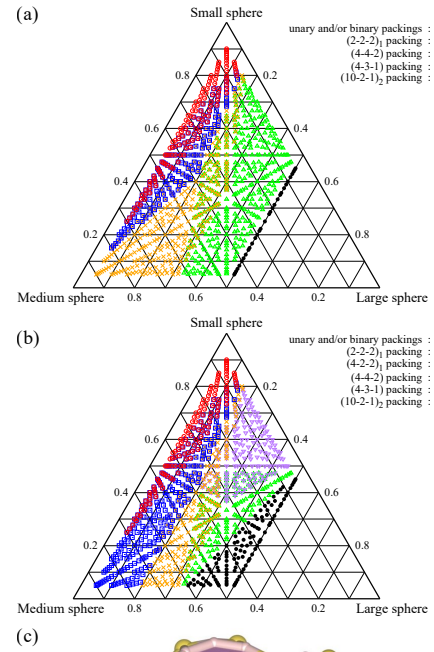 (a)
Small sphere
unary and/or binary packings :
(2-2-2)₁ packing :
(4-4-2) packing :
(4-3-1) packing :
(10-2-1)₂ packing :
0.8 0.2
0.6 0.4
0.4 0.6
0.2 0.8
Medium sphere 0.8 0.6 0.4 0.2 Large sphere
(b)
Small sphere
unary and/or binary packings :
(2-2-2)₁ packing :
(4-2-2)₁ packing :
(4-4-2) packing :
(4-3-1) packing :
(10-2-1)₂ packing :
0.8 0.2
0.6 0.4
0.4 0.6
0.2 0.8
Medium sphere 0.8 0.6 0.4 0.2 Large sphere
(c)